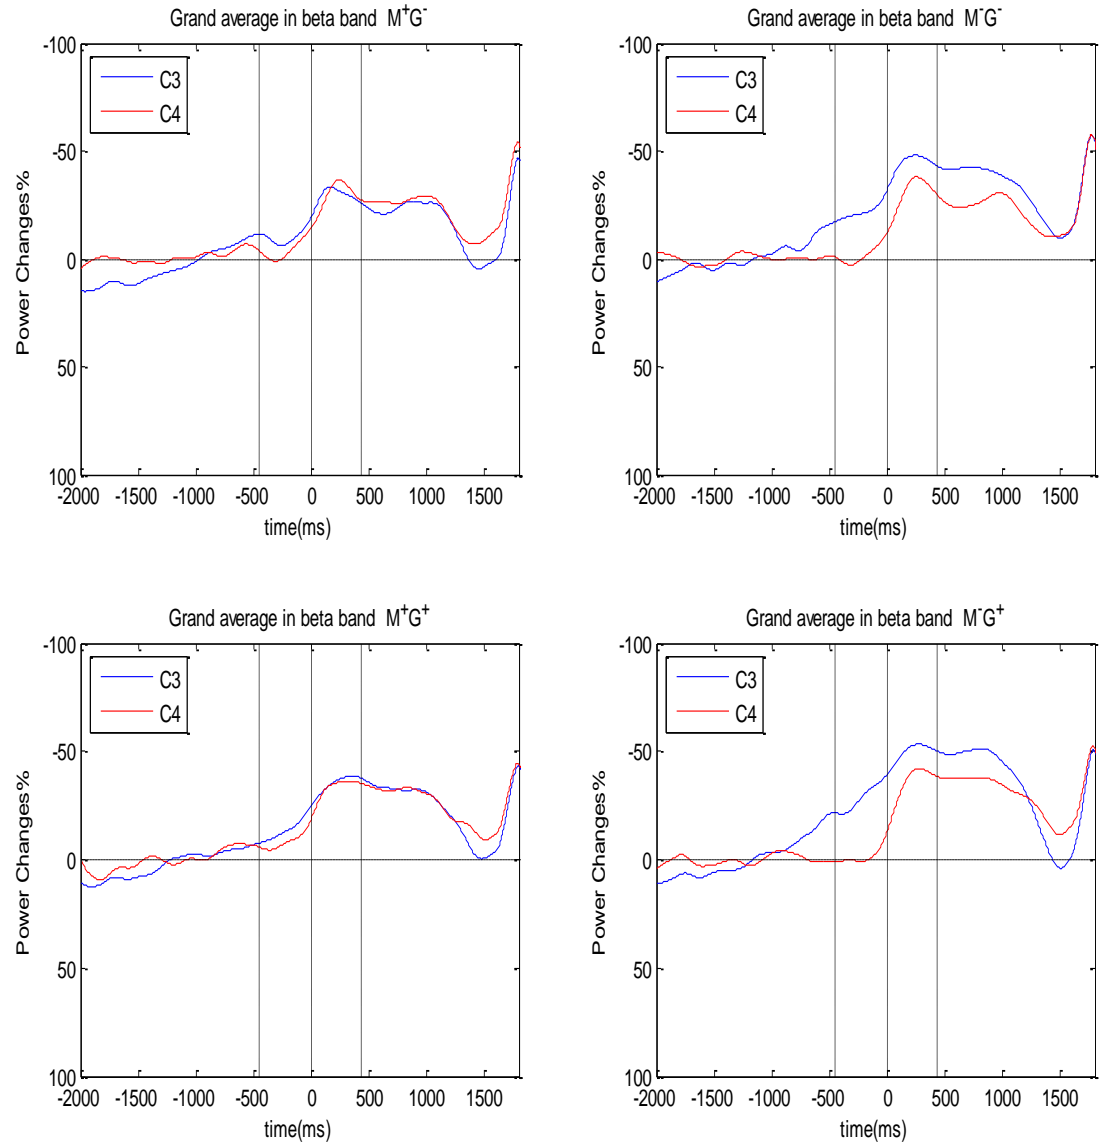 Grand average in beta band M⁺G⁻
-100
-50
0
50
100
Power Changes%
C3
C4
-2000 -1500 -1000 -500 0 500 1000 1500
time(ms)
Grand average in beta band M⁻G⁻
-100
-50
0
50
100
Power Changes%
C3
C4
-2000 -1500 -1000 -500 0 500 1000 1500
time(ms)
Grand average in beta band M⁺G⁺
-100
-50
0
50
100
Power Changes%
C3
C4
-2000 -1500 -1000 -500 0 500 1000 1500
time(ms)
Grand average in beta band M⁻G⁺
-100
-50
0
50
100
Power Changes%
C3
C4
-2000 -1500 -1000 -500 0 500 1000 1500
time(ms)